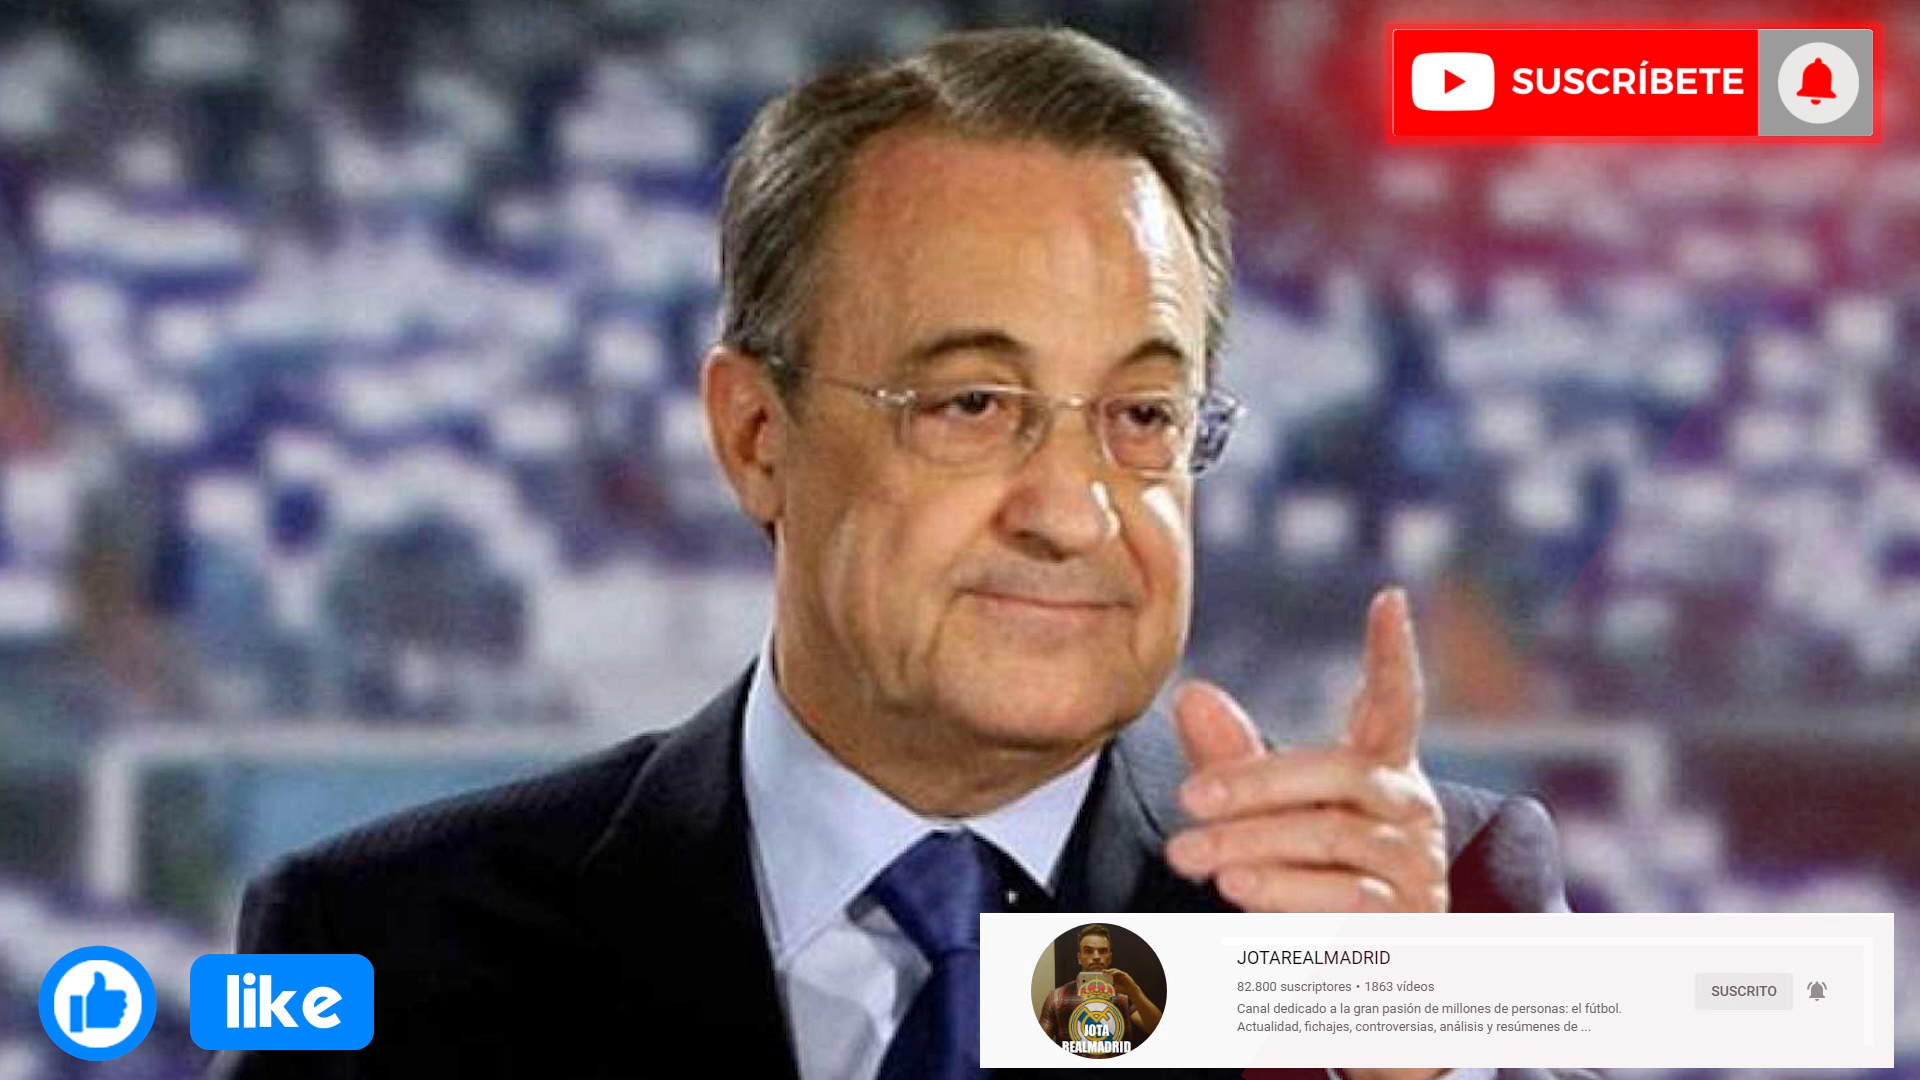 SUSCRÍBETE
like
JOTAREALMADRID
82.800 suscriptores • 1863 vídeos
Canal dedicado a la gran pasión de millones de personas: el fútbol.
Actualidad, fichajes, controversias, análisis y resúmenes de ...
SUSCRITO
JOTA
REALMADRID